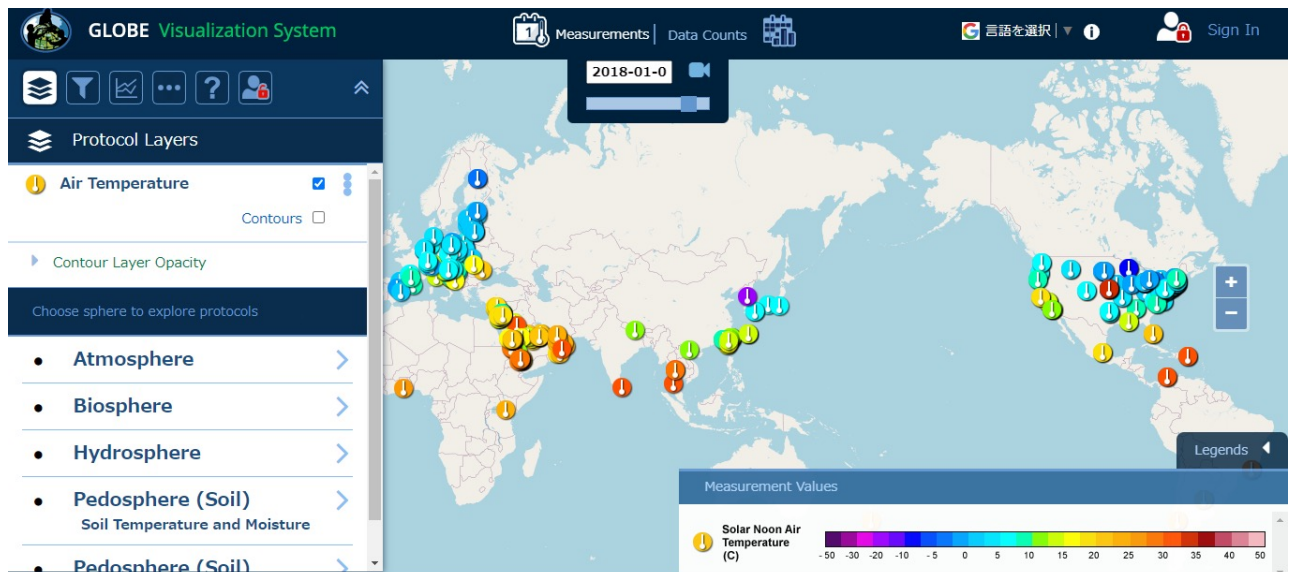 GLOBE Visualization System
1 Measurements | Data Counts
G 言語を選択 | ▼ i
Sign In
2018-01-0
?
Protocol Layers
Air Temperature
Contours
Contour Layer Opacity
Choose sphere to explore protocols
Atmosphere
Biosphere
Hydrosphere
Pedosphere (Soil)
Soil Temperature and Moisture
Pedosphere (Soil)
+
−
Legends
Measurement Values
Solar Noon Air
Temperature
(C)
-50 -30 -20 -10 -5 0 5 10 15 20 25 30 35 40 50